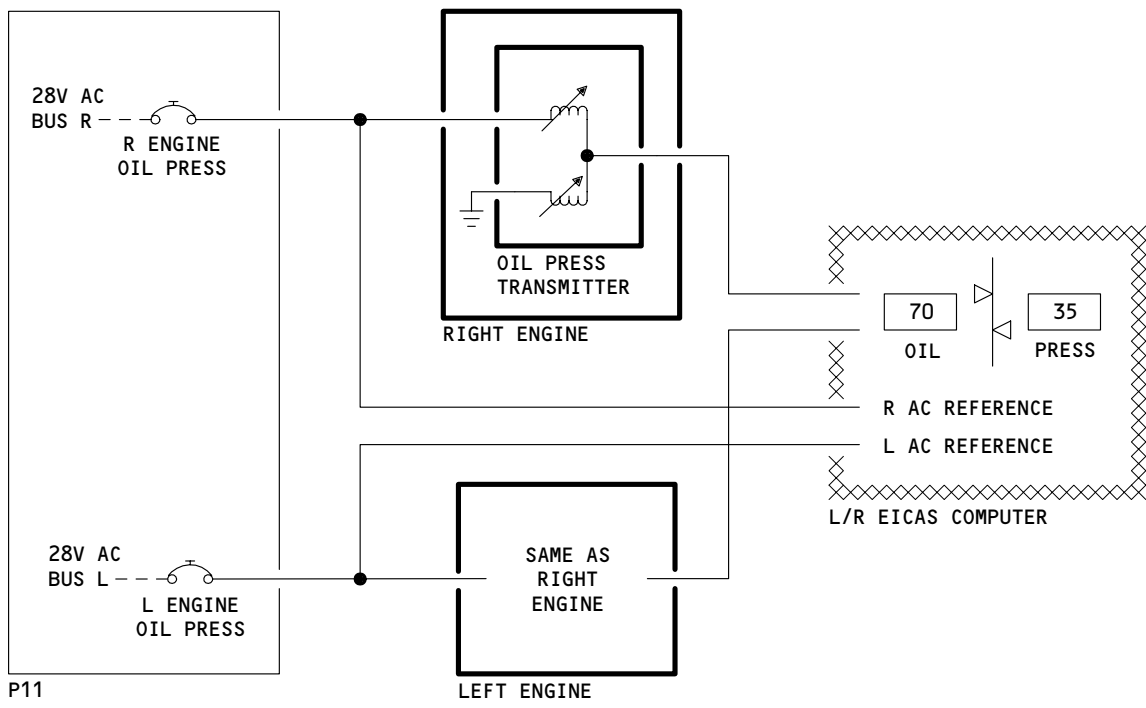 28V AC
BUS R
R ENGINE
OIL PRESS
OIL PRESS
TRANSMITTER
RIGHT ENGINE
70
35
OIL
PRESS
R AC REFERENCE
L AC REFERENCE
L/R EICAS COMPUTER
28V AC
BUS L
L ENGINE
OIL PRESS
SAME AS
RIGHT
ENGINE
P11
LEFT ENGINE